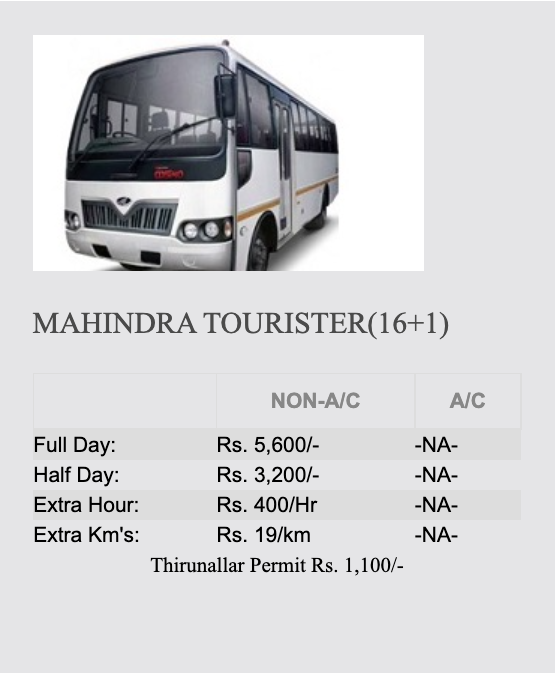 MAHINDRA TOURISTER(16+1)
NON-A/C A/C
Full Day: Rs. 5,600/- -NA-
Half Day: Rs. 3,200/- -NA-
Extra Hour: Rs. 400/Hr -NA-
Extra Km's: Rs. 19/km -NA-
Thirunallar Permit Rs. 1,100/-